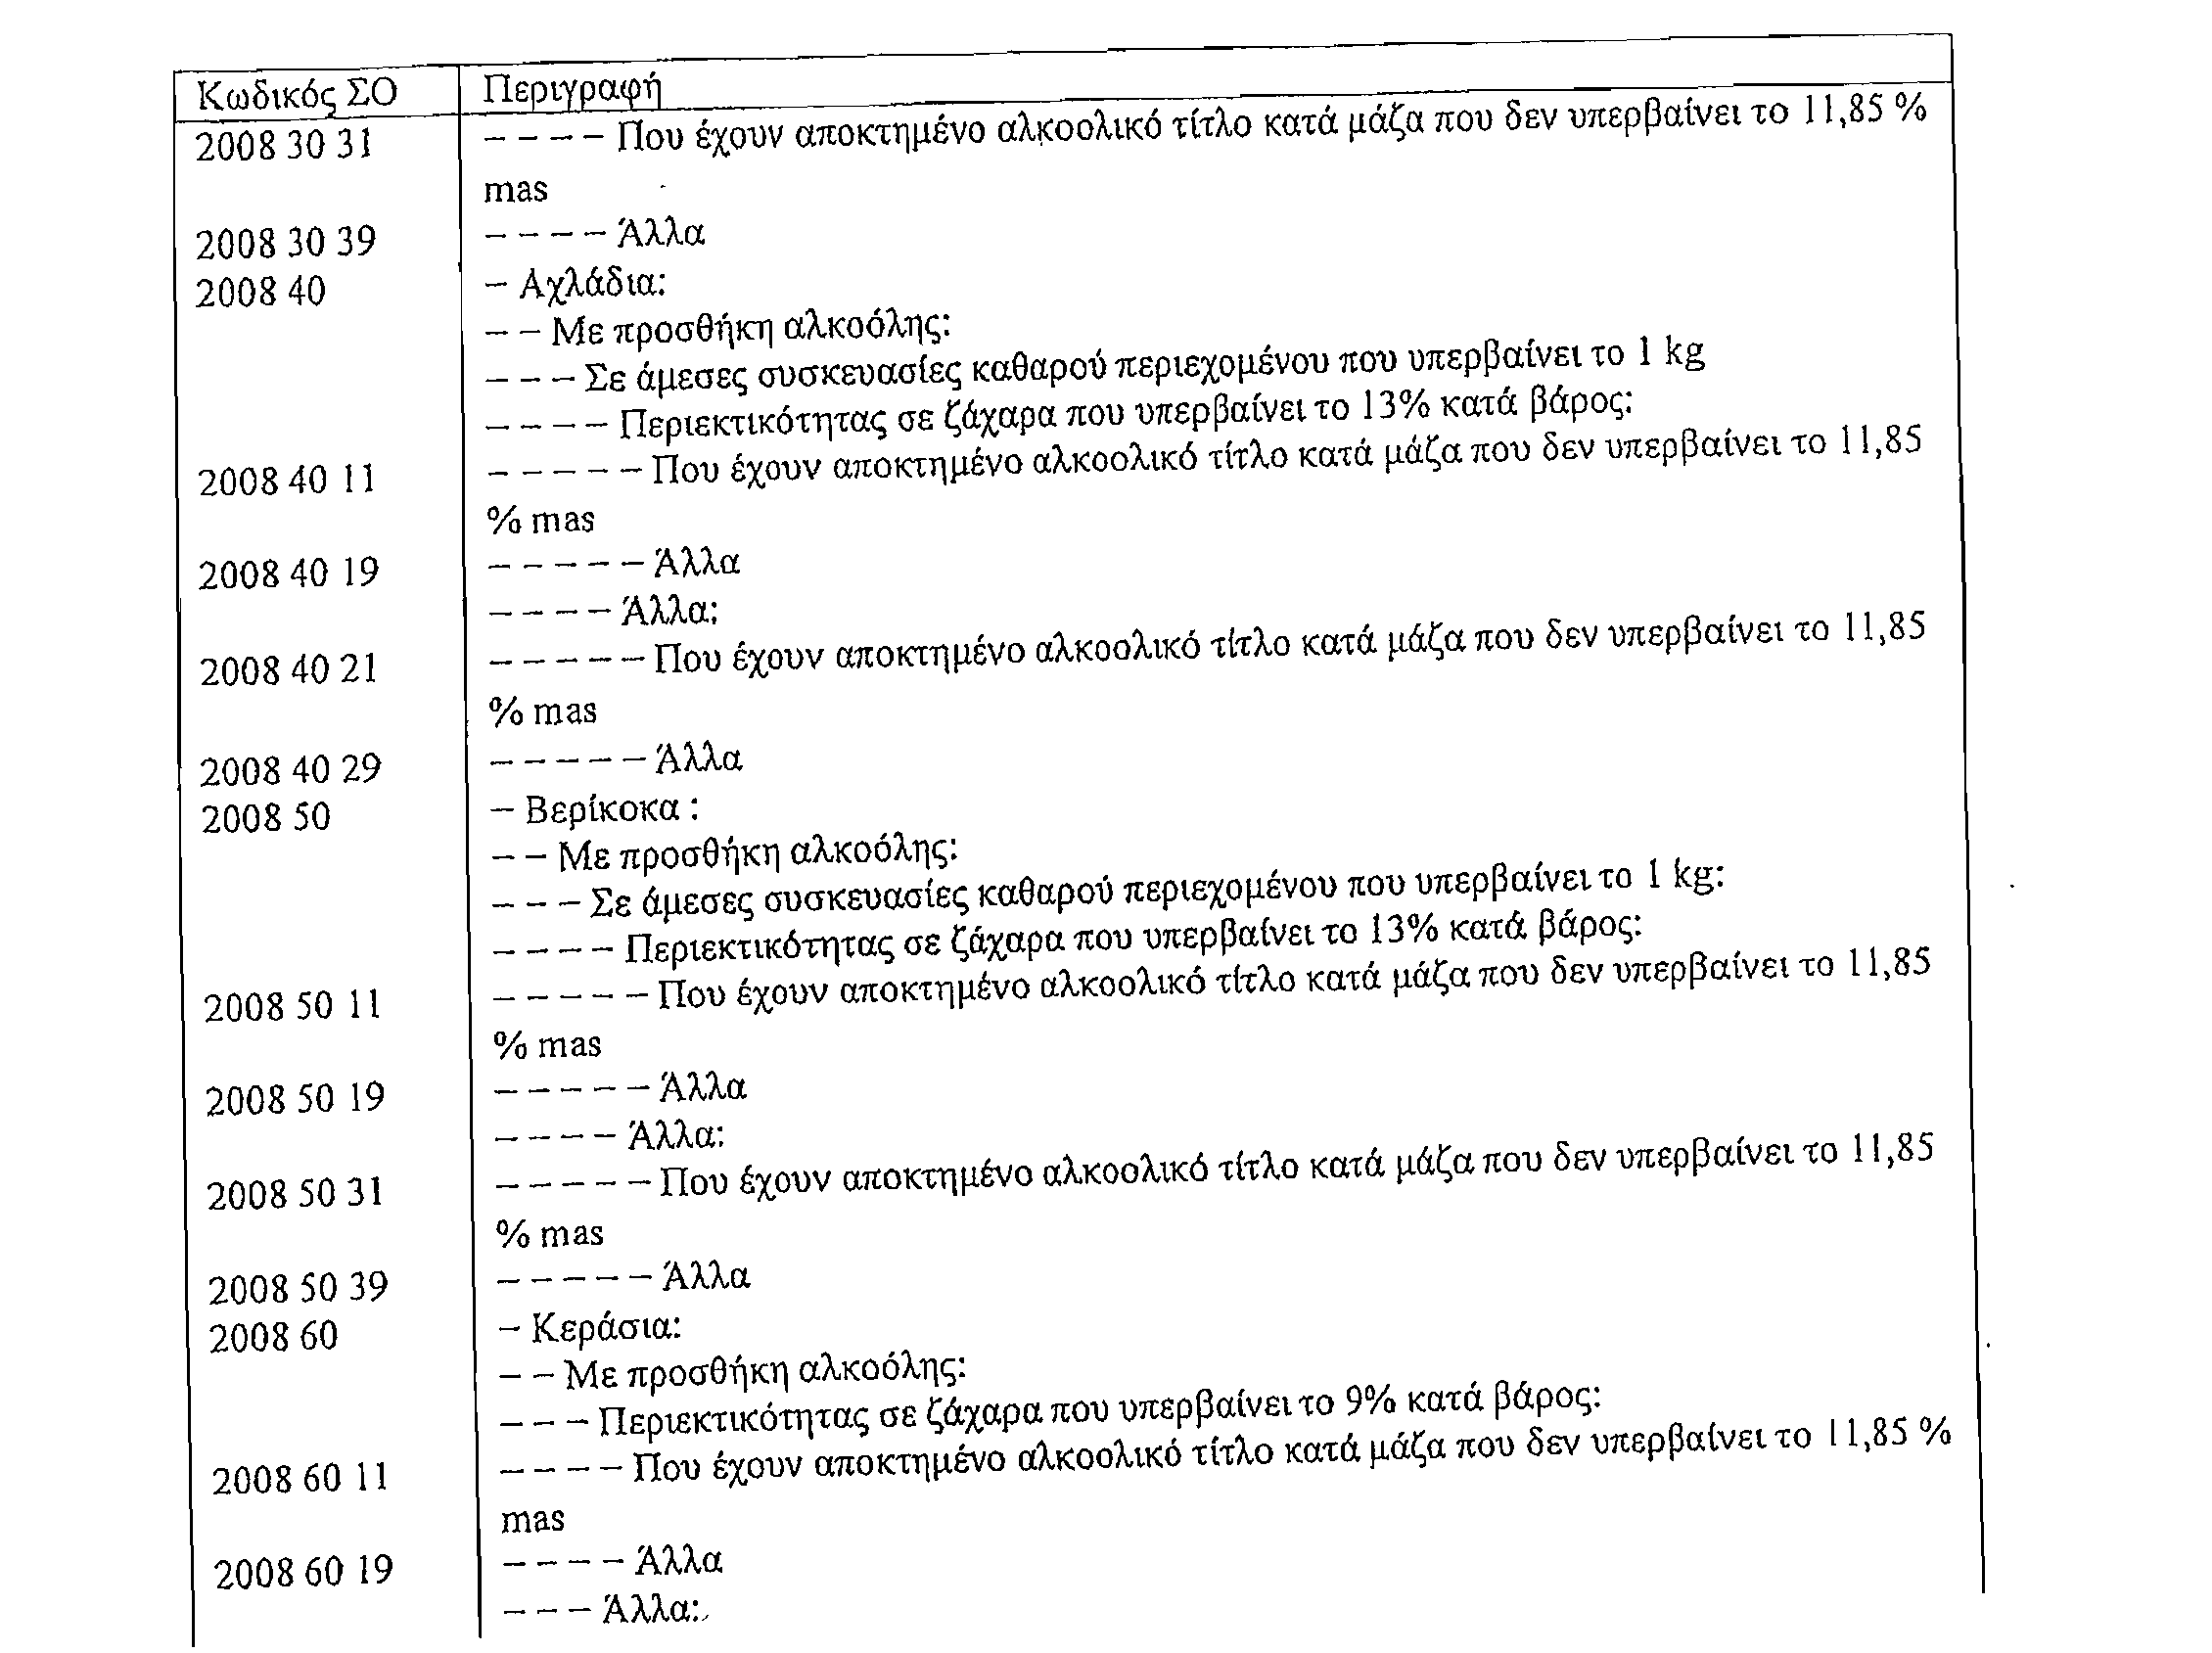 Κωδικός ΣΟ Περιγραφή
2008 30 31 – – – – Που έχουν αποκτημένο αλκοολικό τίτλο κατά μάζα που δεν υπερβαίνει το 11,85 %
mas
2008 30 39 – – – – Άλλα
2008 40 – Αχλάδια:
– – Με προσθήκη αλκοόλης:
– – – Σε άμεσες συσκευασίες καθαρού περιεχομένου που υπερβαίνει το 1 kg
– – – – Περιεκτικότητας σε ζάχαρα που υπερβαίνει το 13% κατά βάρος:
2008 40 11 – – – – – Που έχουν αποκτημένο αλκοολικό τίτλο κατά μάζα που δεν υπερβαίνει το 11,85
% mas
2008 40 19 – – – – – Άλλα
– – – – Άλλα:
2008 40 21 – – – – – Που έχουν αποκτημένο αλκοολικό τίτλο κατά μάζα που δεν υπερβαίνει το 11,85
% mas
2008 40 29 – – – – – Άλλα
2008 50 – Βερίκοκα :
– – Με προσθήκη αλκοόλης:
– – – Σε άμεσες συσκευασίες καθαρού περιεχομένου που υπερβαίνει το 1 kg:
– – – – Περιεκτικότητας σε ζάχαρα που υπερβαίνει το 13% κατά βάρος:
2008 50 11 – – – – – Που έχουν αποκτημένο αλκοολικό τίτλο κατά μάζα που δεν υπερβαίνει το 11,85
% mas
2008 50 19 – – – – – Άλλα
– – – – Άλλα:
2008 50 31 – – – – – Που έχουν αποκτημένο αλκοολικό τίτλο κατά μάζα που δεν υπερβαίνει το 11,85
% mas
2008 50 39 – – – – – Άλλα
2008 60 – Κεράσια:
– – Με προσθήκη αλκοόλης:
– – – Περιεκτικότητας σε ζάχαρα που υπερβαίνει το 9% κατά βάρος:
2008 60 11 – – – – Που έχουν αποκτημένο αλκοολικό τίτλο κατά μάζα που δεν υπερβαίνει το 11,85 %
mas
2008 60 19 – – – – Άλλα
– – – Άλλα: